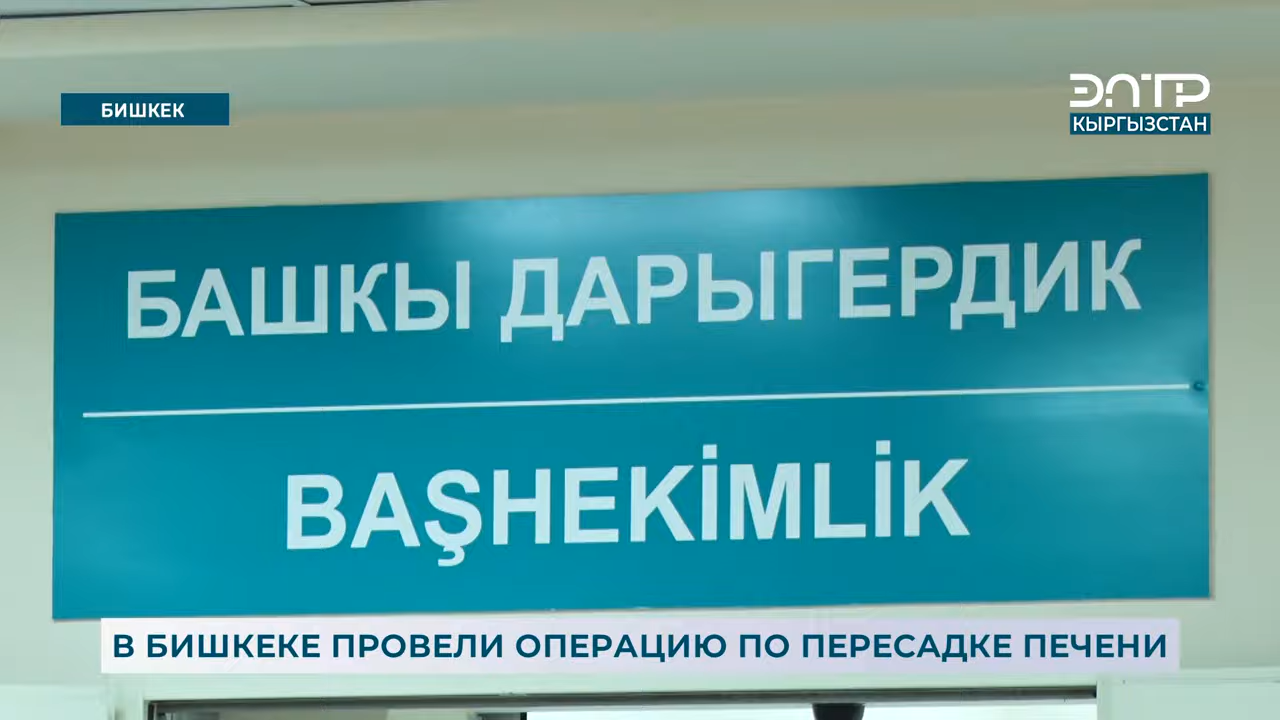 БИШКЕК
ЭЛТР
КЫРГЫЗСТАН
БАШКЫ ДАРЫГЕРДИК
BAŞHEKİMLİK
В БИШКЕКЕ ПРОВЕЛИ ОПЕРАЦИЮ ПО ПЕРЕСАДКЕ ПЕЧЕНИ